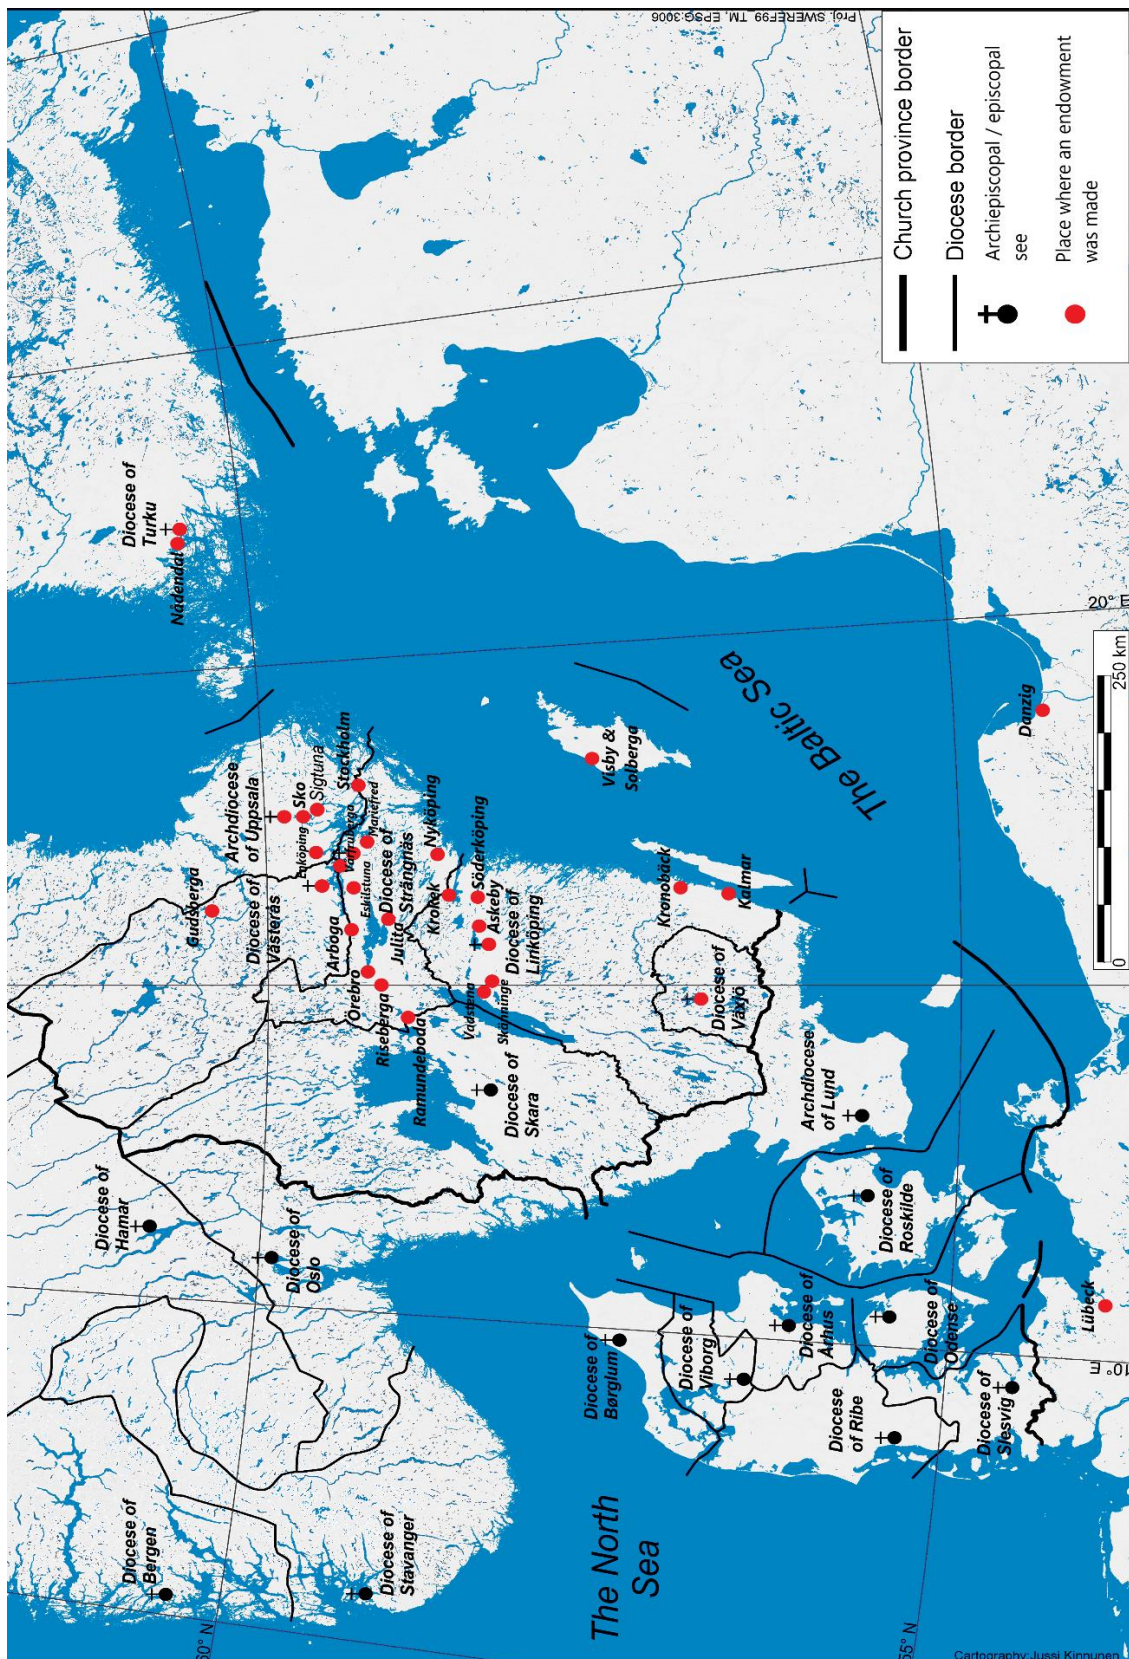 Proj. SWEREF99_TM, EPSG:3006
Church province border
Diocese border
Archiepiscopal / episcopal
see
Place where an endowment
was made
Diocese of
Turku
Nådendal
20° E
250 km
0
Danzig
The Baltic Sea
Visby &
Solberga
Archdiocese
of Uppsala
Sko
Sigtuna
Stockholm
Enköping
Vårfruberga
Mariefred
Gudsberga
Diocese of
Västerås
Eskilstuna
Diocese of
Strängnäs
Nyköping
Arboga
Julita
Krokek
Söderköping
Askeby
Diocese of
Linköping
Örebro
Riseberga
Ramundeboda
Vadstena
Skänninge
Kronobäck
Kalmar
Diocese of
Växjö
Diocese of
Skara
Archdiocese
of Lund
Diocese of
Hamar
Diocese of
Oslo
Diocese of
Roskilde
Diocese of
Børglum
Diocese of
Viborg
Diocese of
Århus
Diocese of
Odense
Lübeck
10° E
Diocese
of Ribe
Diocese of
Slesvig
Diocese of
Bergen
Diocese of
Stavanger
The North
Sea
60° N
55° N
Cartography: Jussi Kinnunen